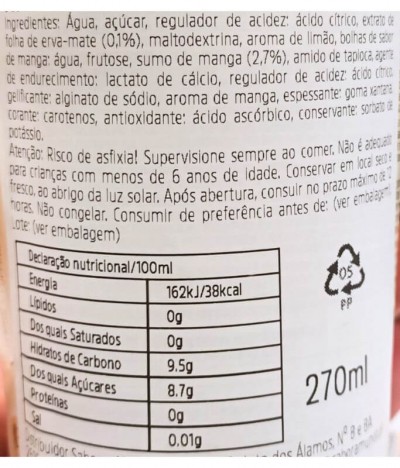 Ingredientes: Água, açúcar, regulador de acidez: ácido cítrico, extrato de
folha de erva-mate (0,1%), maltodextrina, aroma de limão, bolhas de sabor
de manga: água, frutose, sumo de manga (2,7%), amido de tapioca, agente
de endurecimento: lactato de cálcio, regulador de acidez: ácido cítrico,
gelificante: alginato de sódio, aroma de manga, espessante: goma xantana,
corante: carotenos, antioxidante: ácido ascórbico, conservante: sorbato de
potássio.
Atenção: Risco de asfixia! Supervisione sempre ao comer. Não é adequado
para crianças com menos de 6 anos de idade. Conservar em local seco e
fresco, ao abrigo da luz solar. Após abertura, consulr no prazo máximo de
horas. Não congelar. Consumir de preferência antes de: (ver embalagem)
Lote: (ver embalagem)
Declaração nutricional/100ml
Energia 162kJ/38kcal
Lípidos 0g
Dos quais Saturados 0g
Hidratos de Carbono 9.5g
Dos quais Açúcares 8.7g
Proteínas 0g
Sal 0.01g
05
PP
270ml
dos Álamos, Nº 8 e 8A